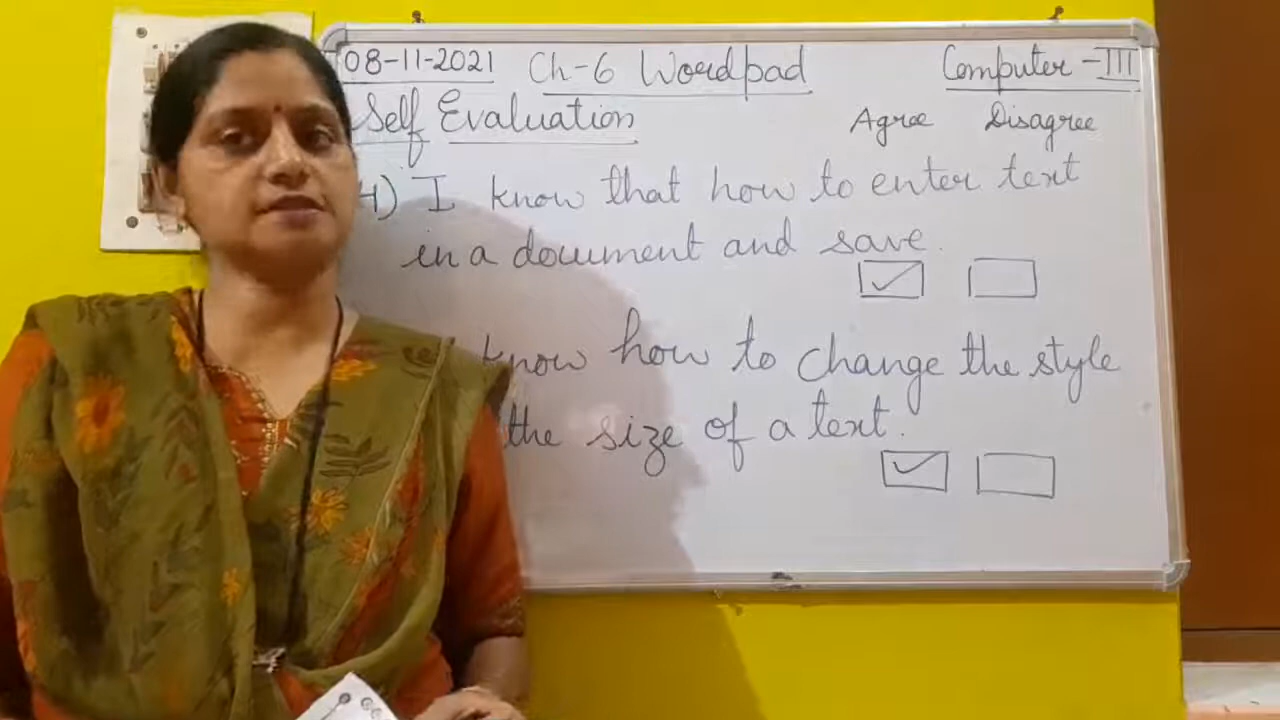 08-11-2021 Ch-6 Wordpad Computer -III
Self Evaluation Agree Disagree
4) I know that how to enter text
in a document and save.
know how to change the style
the size of a text.